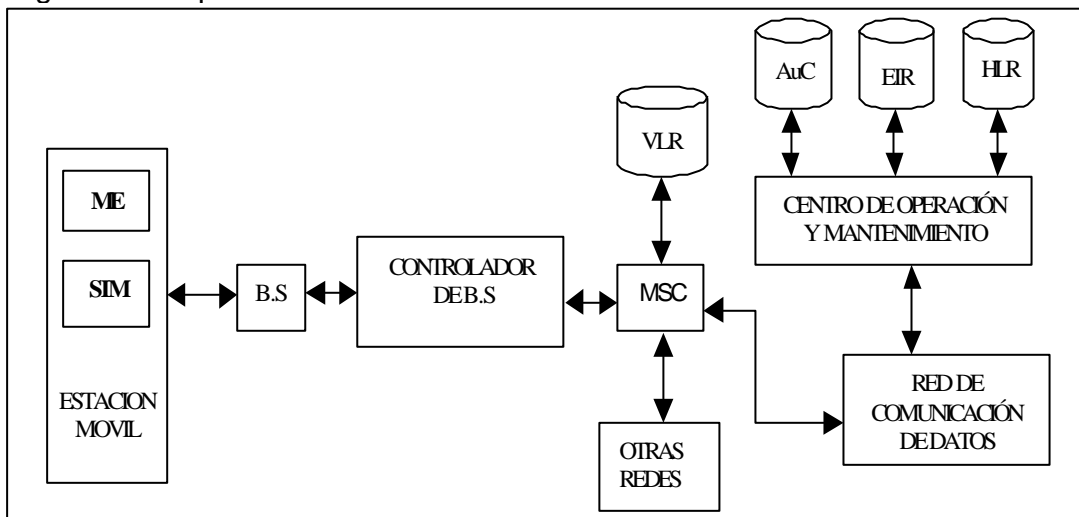 AuC
EIR
HLR
VLR
ME
SIM
ESTACION
MOVIL
B.S
CONTROLADOR
DE B.S
MSC
OTRAS
REDES
CENTRO DE OPERACIÓN
Y MANTENIMIENTO
RED DE
COMUNICACIÓN
DE DATOS